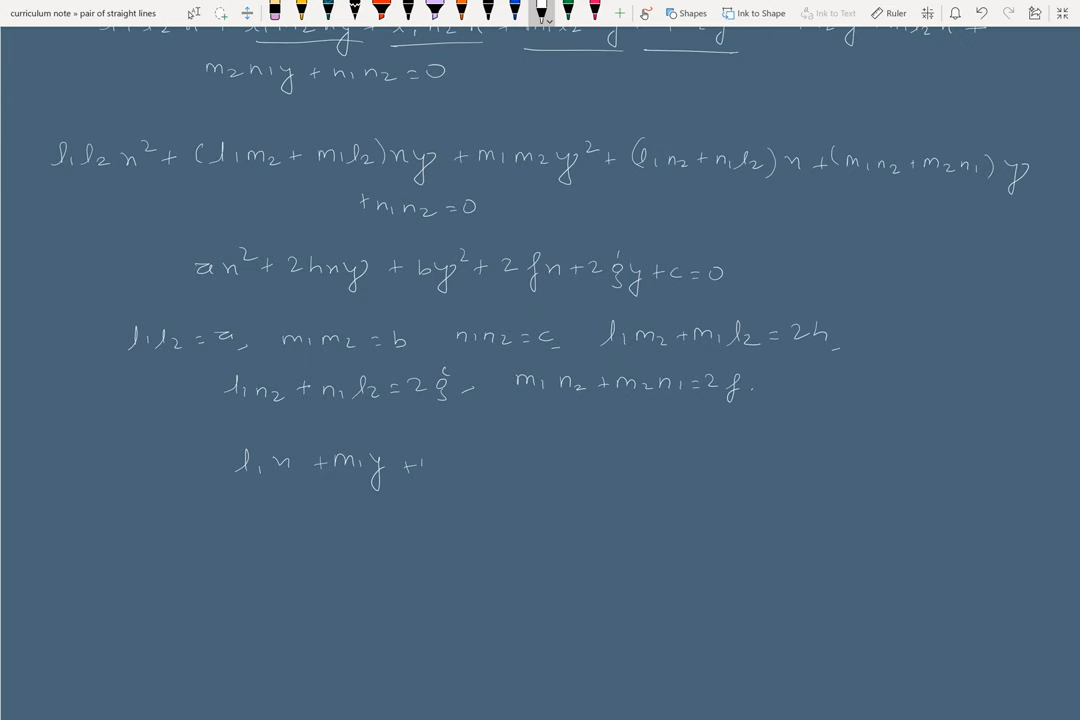 curriculum note » pair of straight lines
Shapes Ink to Shape Ink to Text Ruler
m₂n₁y + n₁n₂ = 0
l₁l₂x² + (l₁m₂ + m₁l₂)xy + m₁m₂y² + (l₁n₂ + n₁l₂)x + (m₁n₂ + m₂n₁)y
+ n₁n₂ = 0
ax² + 2hxy + by² + 2fx + 2gy + c = 0
l₁l₂ = a, m₁m₂ = b n₁n₂ = c l₁m₂ + m₁l₂ = 2h
l₁n₂ + n₁l₂ = 2g, m₁n₂ + m₂n₁ = 2f.
l₁x + m₁y +